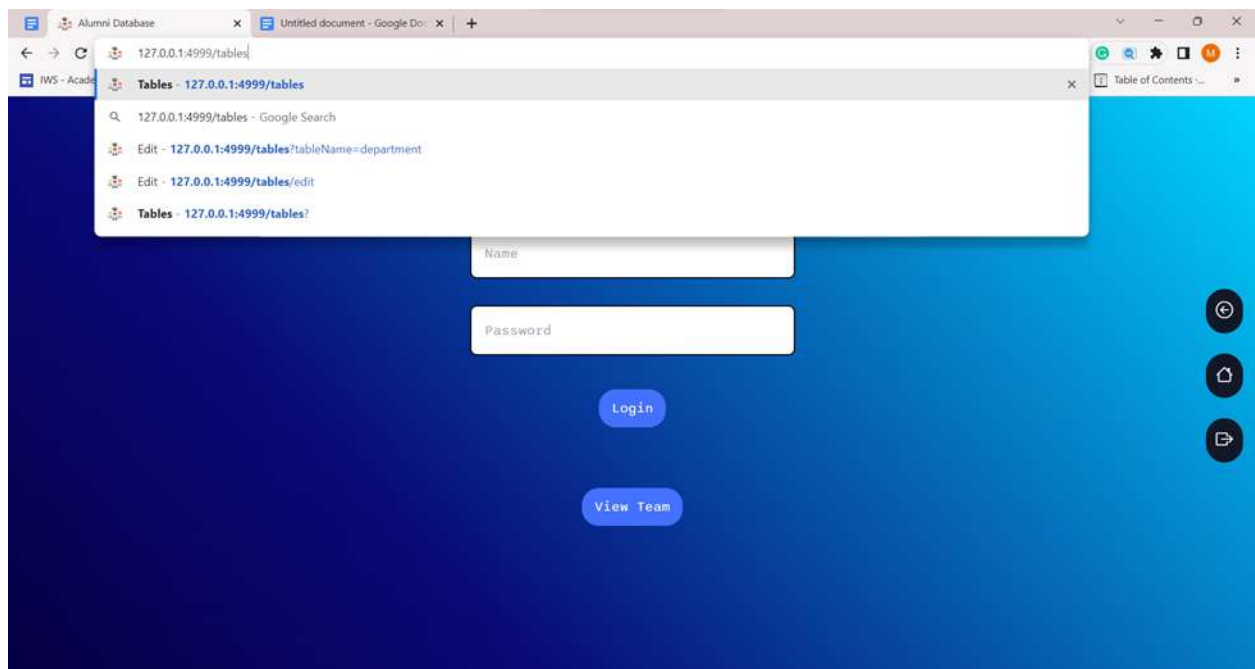 Alumni Database
Untitled document - Google Do
127.0.0.1:4999/tables
M
IWS - Acade
Table of Contents -...
Tables - 127.0.0.1:4999/tables
127.0.0.1:4999/tables - Google Search
Edit - 127.0.0.1:4999/tables?tableName=department
Edit - 127.0.0.1:4999/tables/edit
Tables - 127.0.0.1:4999/tables?
Name
Password
Login
View Team